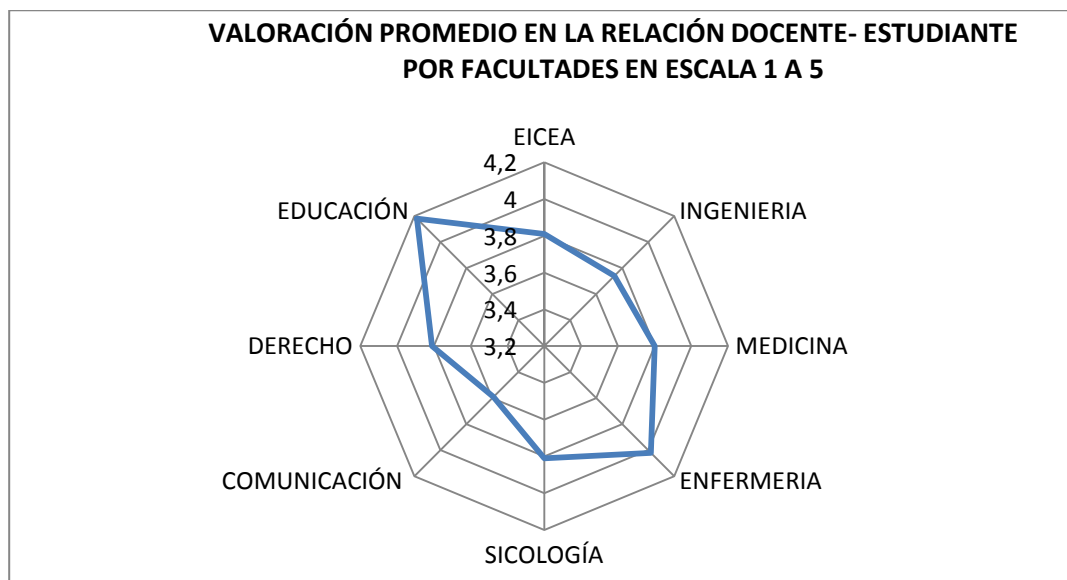 VALORACIÓN PROMEDIO EN LA RELACIÓN DOCENTE- ESTUDIANTE
POR FACULTADES EN ESCALA 1 A 5
EICEA
4,2
4
3,8
3,6
3,4
3,2
INGENIERIA
MEDICINA
ENFERMERIA
SICOLOGÍA
COMUNICACIÓN
DERECHO
EDUCACIÓN